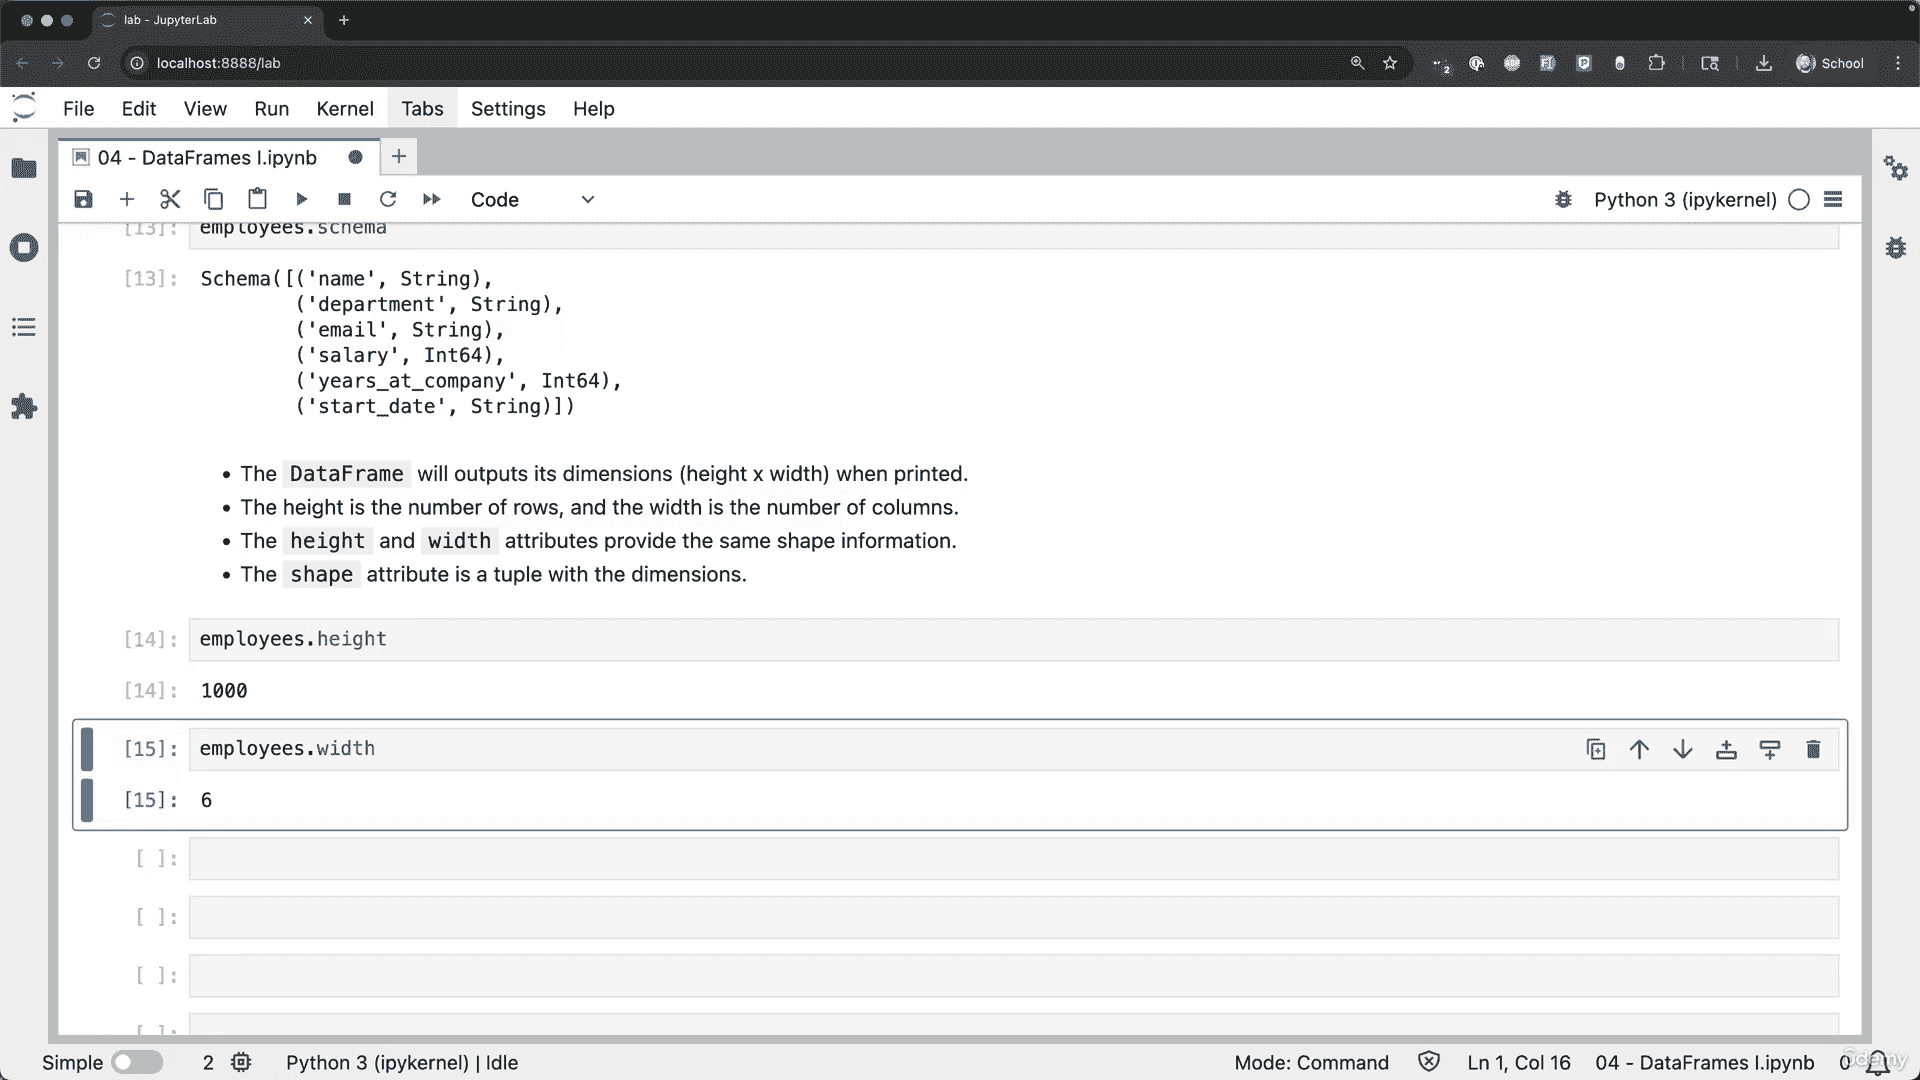 lab - JupyterLab
localhost:8888/lab
2
School
File Edit View Run Kernel Tabs Settings Help
04 - DataFrames I.ipynb
Code
Python 3 (ipykernel)
[13]: employees.schema
[13]: Schema([('name', String),
('department', String),
('email', String),
('salary', Int64),
('years_at_company', Int64),
('start_date', String)])
• The DataFrame will outputs its dimensions (height x width) when printed.
• The height is the number of rows, and the width is the number of columns.
• The height and width attributes provide the same shape information.
• The shape attribute is a tuple with the dimensions.
[14]: employees.height
[14]: 1000
[15]: employees.width
[15]: 6
[ ]:
[ ]:
[ ]:
[ ]:
Simple 2 Python 3 (ipykernel) | Idle Mode: Command Ln 1, Col 16 04 - DataFrames I.ipynb 0
Udemy